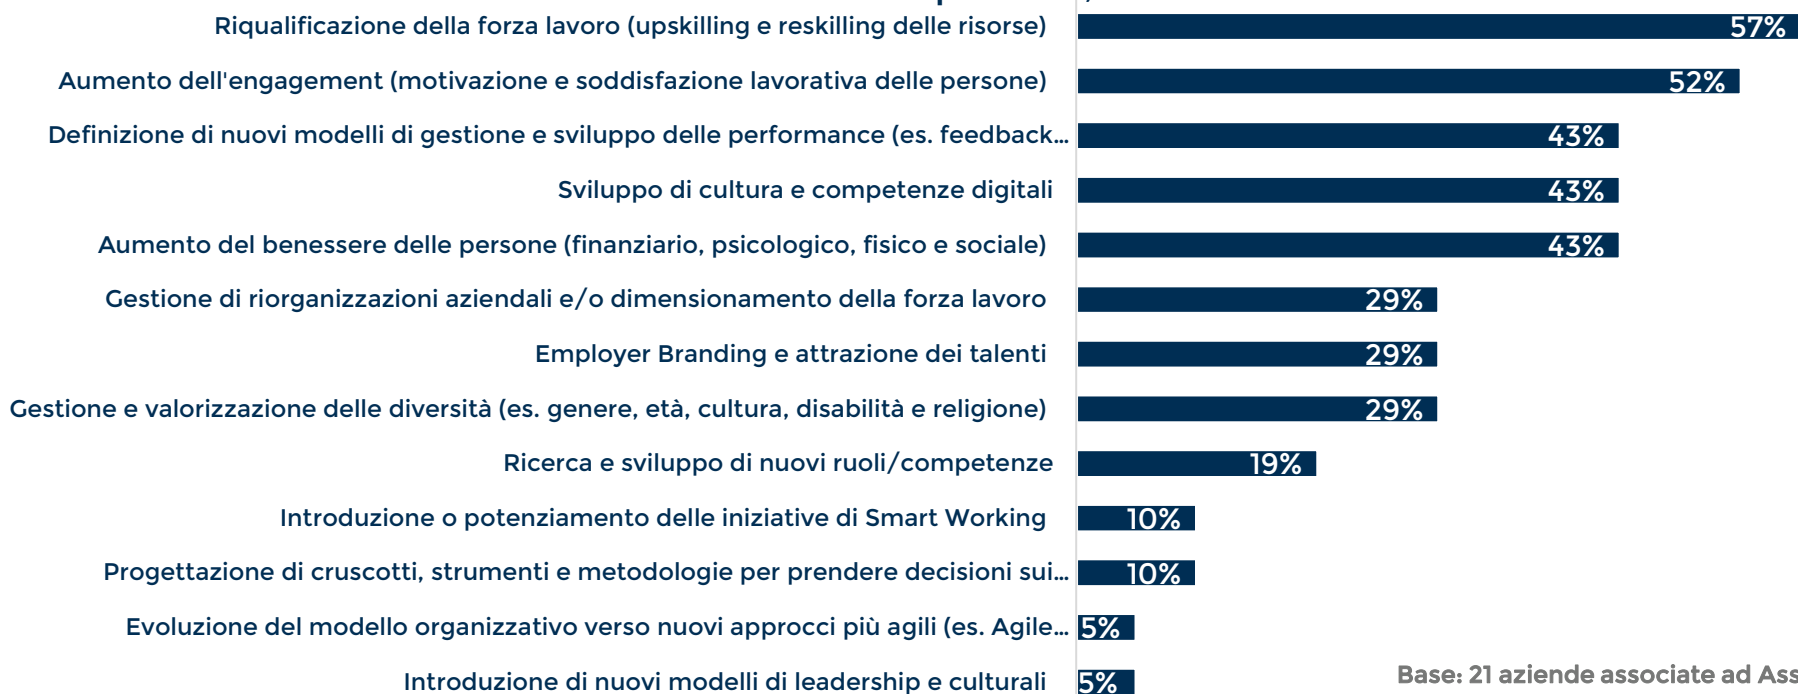 Riqualificazione della forza lavoro (upskilling e reskilling delle risorse) 57%
Aumento dell'engagement (motivazione e soddisfazione lavorativa delle persone) 52%
Definizione di nuovi modelli di gestione e sviluppo delle performance (es. feedback... 43%
Sviluppo di cultura e competenze digitali 43%
Aumento del benessere delle persone (finanziario, psicologico, fisico e sociale) 43%
Gestione di riorganizzazioni aziendali e/o dimensionamento della forza lavoro 29%
Employer Branding e attrazione dei talenti 29%
Gestione e valorizzazione delle diversità (es. genere, età, cultura, disabilità e religione) 29%
Ricerca e sviluppo di nuovi ruoli/competenze 19%
Introduzione o potenziamento delle iniziative di Smart Working 10%
Progettazione di cruscotti, strumenti e metodologie per prendere decisioni sui... 10%
Evoluzione del modello organizzativo verso nuovi approcci più agili (es. Agile... 5%
Introduzione di nuovi modelli di leadership e culturali 5%
Base: 21 aziende associate ad Ass